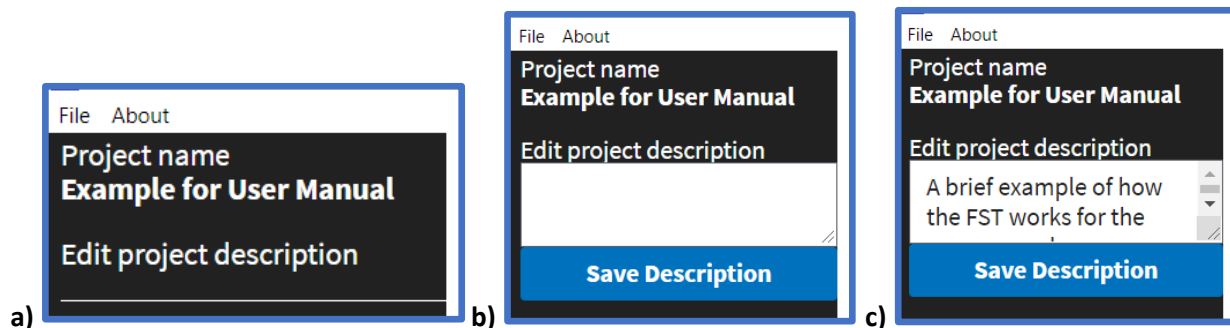 File About
Project name
Example for User Manual
Edit project description
a)
File About
Project name
Example for User Manual
Edit project description
Save Description
b)
File About
Project name
Example for User Manual
Edit project description
A brief example of how
the FST works for the
Save Description
c)